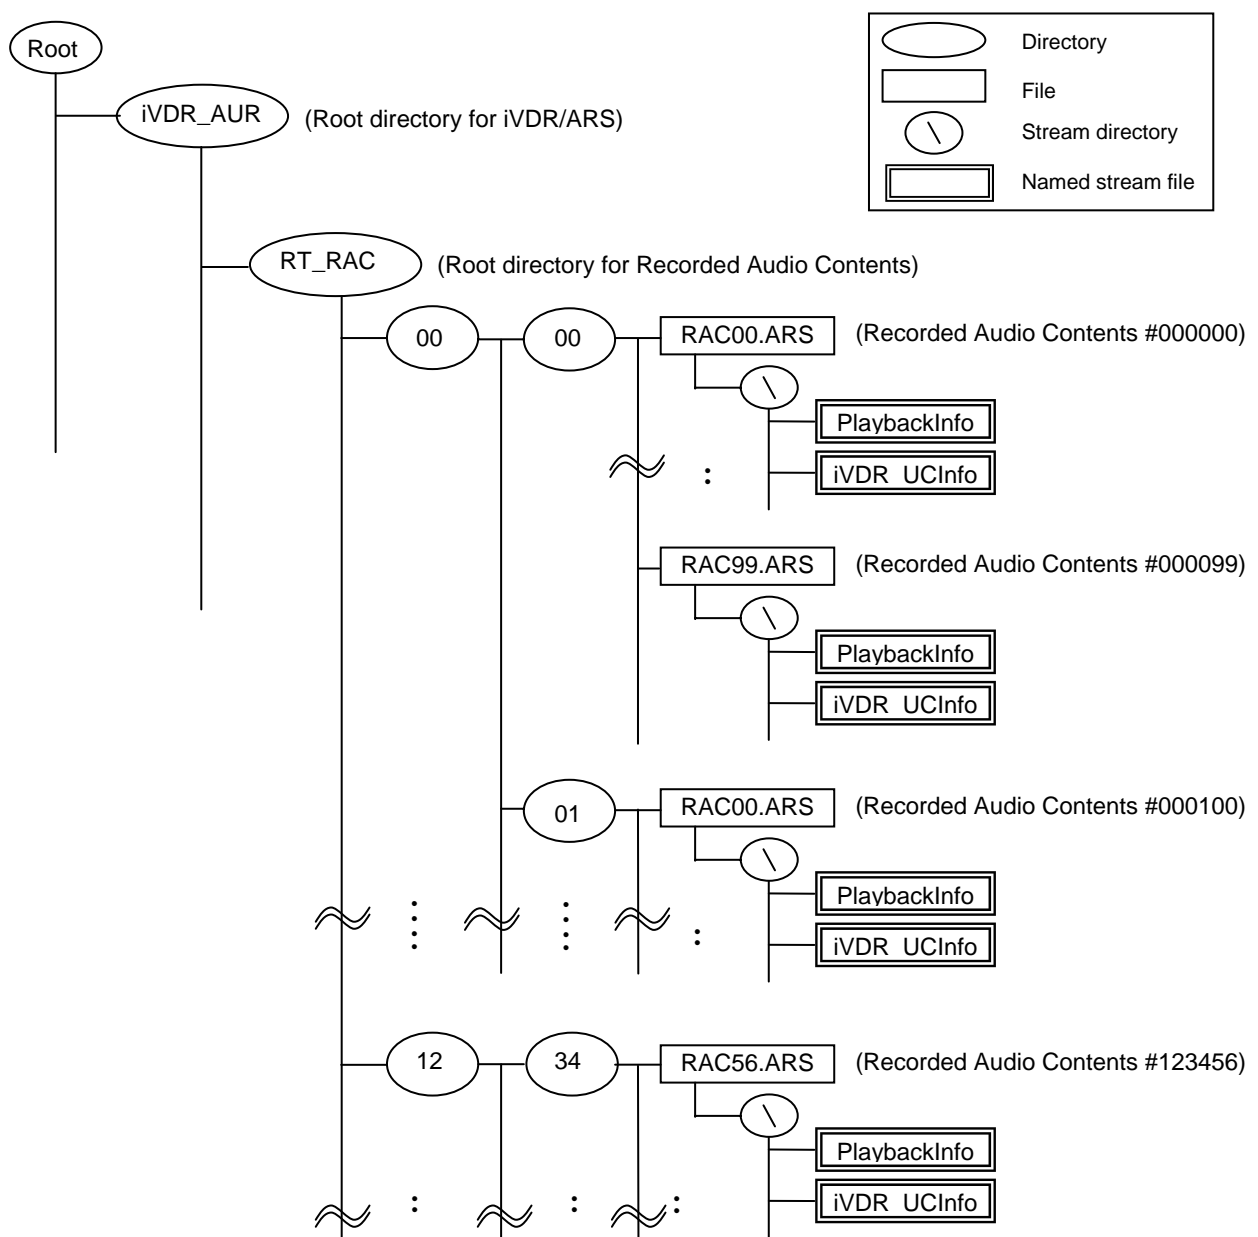 Root
Directory
File
Stream directory
Named stream file
iVDR_AUR (Root directory for iVDR/ARS)
RT_RAC (Root directory for Recorded Audio Contents)
00 00 RAC00.ARS (Recorded Audio Contents #000000)
\
PlaybackInfo
:
iVDR_UCInfo
RAC99.ARS (Recorded Audio Contents #000099)
\
PlaybackInfo
iVDR_UCInfo
01 RAC00.ARS (Recorded Audio Contents #000100)
\
PlaybackInfo
: : :
iVDR_UCInfo
12 34 RAC56.ARS (Recorded Audio Contents #123456)
\
PlaybackInfo
: : :
iVDR_UCInfo